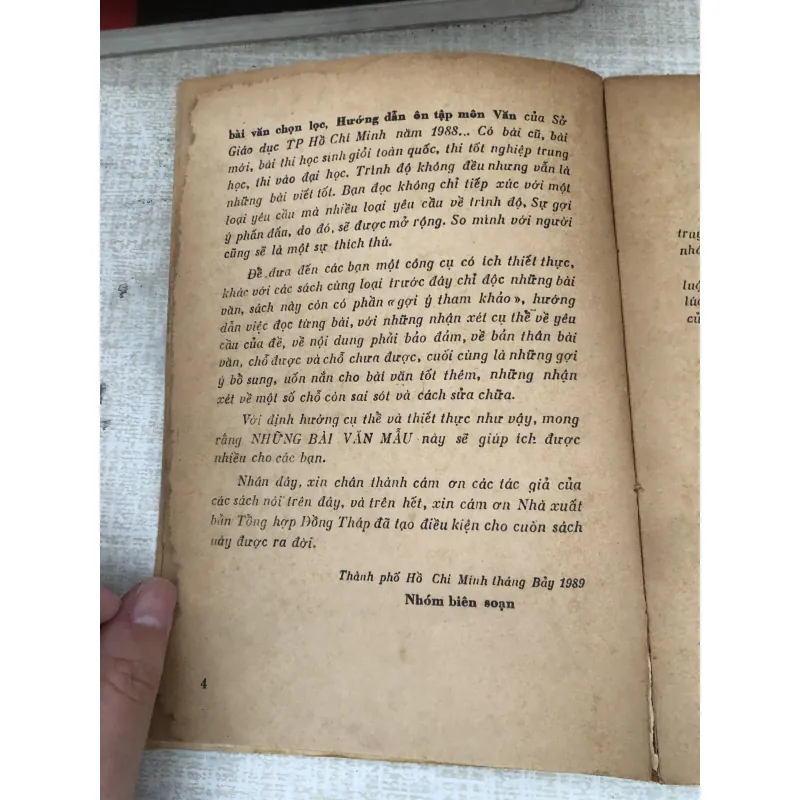 bài văn chọn lọc, Hướng dẫn ôn tập môn Văn của Sở
Giáo dục TP Hồ Chí Minh năm 1988... Có bài cũ, bài
mới, bài thi học sinh giỏi toàn quốc, thi tốt nghiệp trung
học, thi vào đại học. Trình độ không đều nhưng vẫn là
những bài viết tốt. Bạn đọc không chỉ tiếp xúc với một
loại yêu cầu mà nhiều loại yêu cầu về trình độ, Sự gợi
ý phấn đấu, do đó, sẽ được mở rộng. So mình với người
cũng sẽ là một sự thích thú.
Để đưa đến các bạn một công cụ có ích thiết thực,
khác với các sách cùng loại trước đây chỉ độc những bài
văn, sách này còn có phần «gợi ý tham khảo», hướng
dẫn việc đọc từng bài, với những nhận xét cụ thể về yêu
cầu của đề, về nội dung phải bảo đảm, về bản thân bài
văn, chỗ được và chỗ chưa được, cuối cùng là những gợi
ý bổ sung, uốn nắn cho bài văn tốt thêm, những nhận
xét về một số chỗ còn sai sót và cách sửa chữa.
Với định hướng cụ thể và thiết thực như vậy, mong
rằng NHỮNG BÀI VĂN MẪU này sẽ giúp ích được
nhiều cho các bạn.
Nhân đây, xin chân thành cám ơn các tác giả của
các sách nói trên đây, và trên hết, xin cám ơn Nhà xuất
bản Tổng hợp Đồng Tháp đã tạo điều kiện cho cuốn sách
này được ra đời.
Thành phố Hồ Chí Minh tháng Bảy 1989
Nhóm biên soạn
4
truy
nhó
luậ
lúc
củ